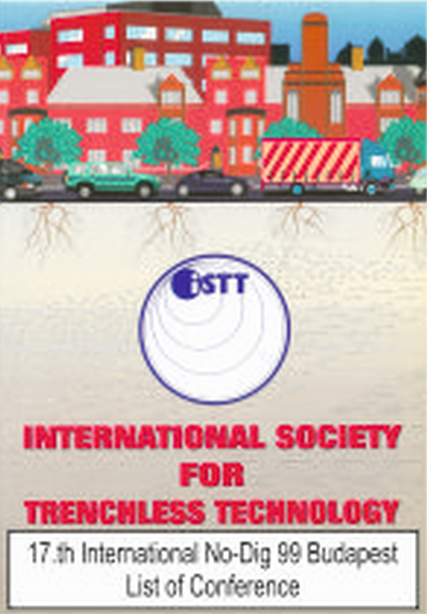 iSTT
INTERNATIONAL SOCIETY
FOR
TRENCHLESS TECHNOLOGY
17.th International No-Dig 99 Budapest
List of Conference